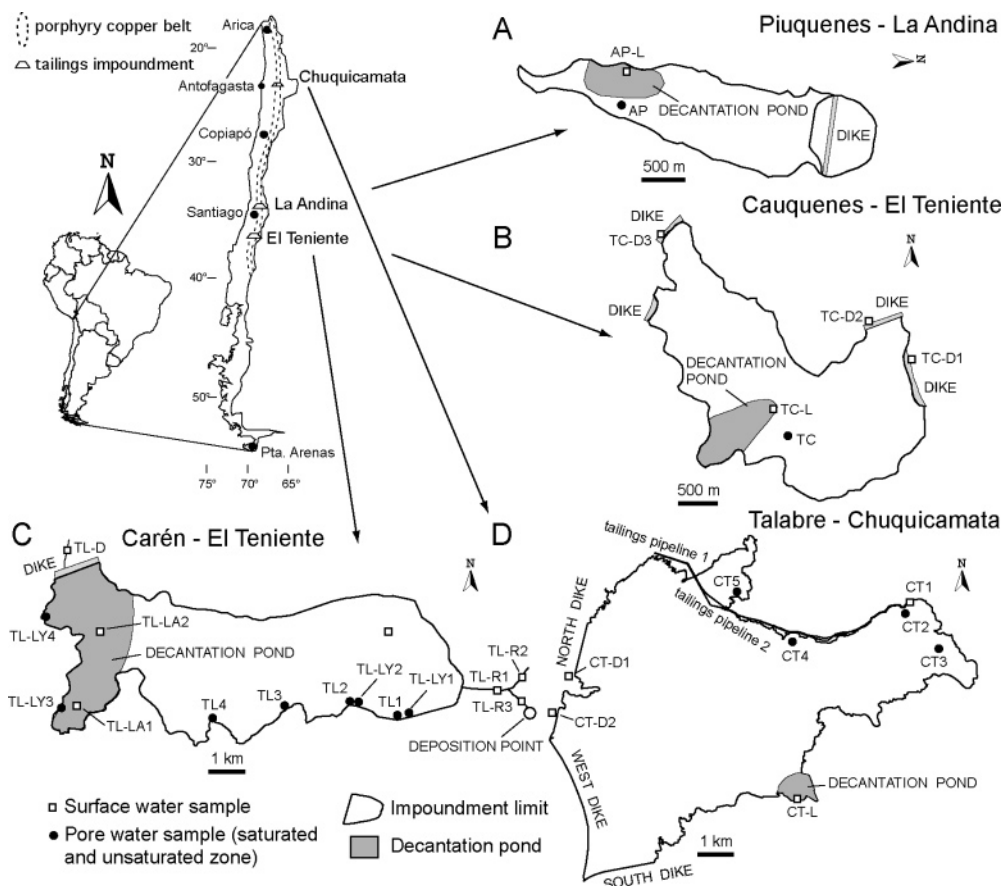 porphyry copper belt
tailings impoundment
Arica
20°
Chuquicamata
Antofagasta
Copiapó
30°
N
La Andina
Santiago
El Teniente
40°
50°
Pta. Arenas
75° 70° 65°
A Piuquenes - La Andina
N
AP-L
DECANTATION POND
AP
DIKE
500 m
B Cauquenes - El Teniente
N
DIKE
TC-D3
DIKE
DIKE
TC-D2
TC-D1
DIKE
DECANTATION
POND
TC-L
TC
500 m
C Carén - El Teniente
N
DIKE
TL-D
TL-LY4
TL-LA2
DECANTATION POND
TL-LY3
TL-LA1
TL4
TL3
TL2
TL-LY2
TL1
TL-LY1
TL-R2
TL-R1
TL-R3
DEPOSITION POINT
1 km
D Talabre - Chuquicamata
N
tailings pipeline 1
tailings pipeline 2
CT5
CT1
CT2
CT4
CT3
NORTH DIKE
CT-D1
CT-D2
WEST DIKE
DECANTATION POND
CT-L
SOUTH DIKE
1 km
Surface water sample
Pore water sample (saturated
and unsaturated zone)
Impoundment limit
Decantation pond